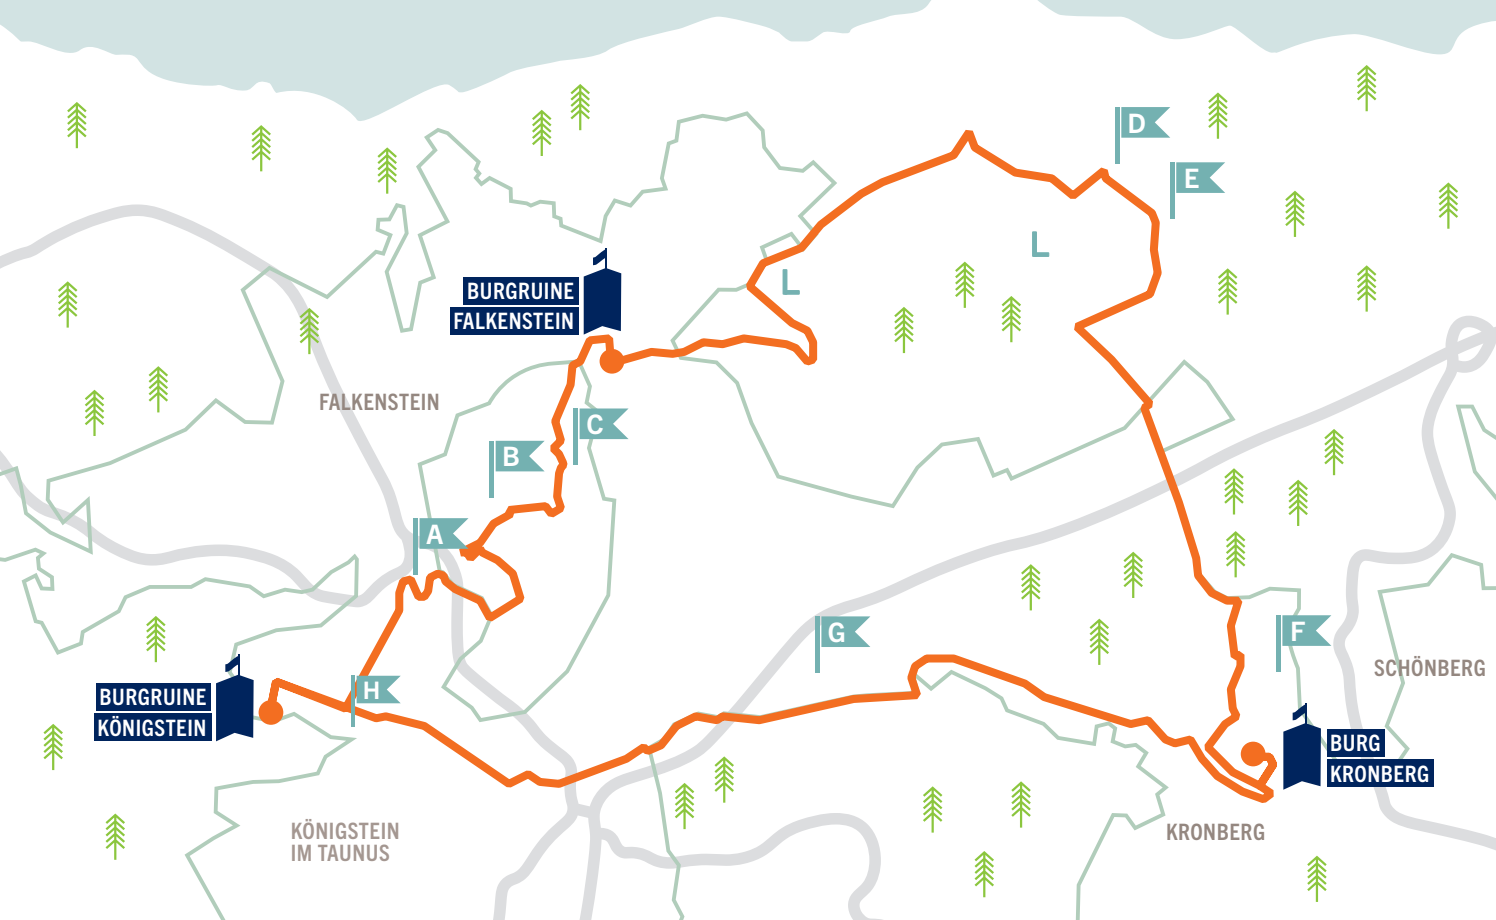 D
E
L
L
BURGRUINE
FALKENSTEIN
FALKENSTEIN
C
B
A
G
F
SCHÖNBERG
H
BURGRUINE
KÖNIGSTEIN
BURG
KRONBERG
KÖNIGSTEIN
IM TAUNUS
KRONBERG